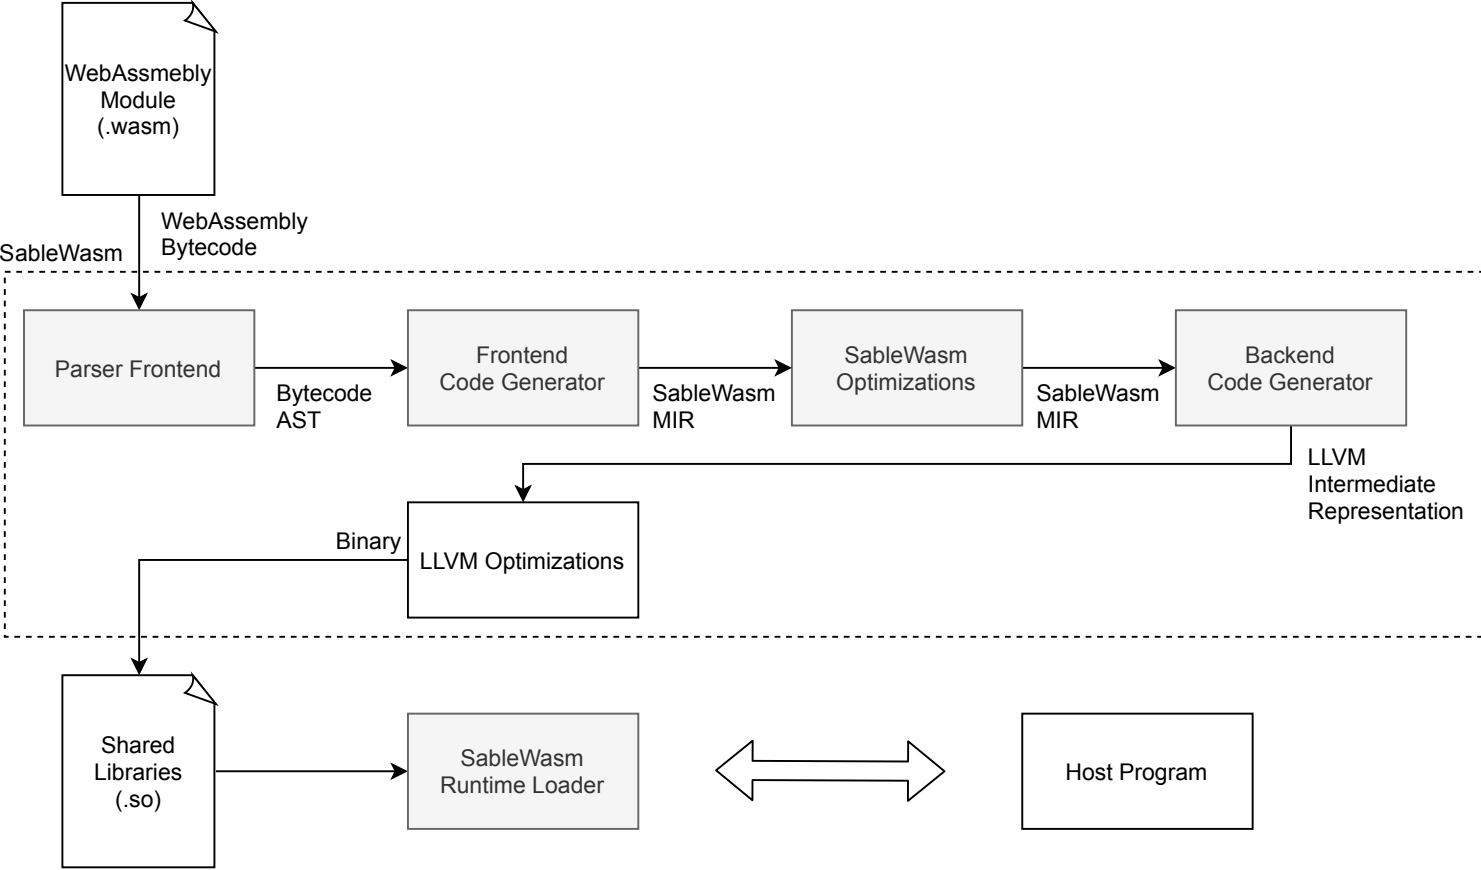 WebAssmebly
Module
(.wasm)
WebAssembly
Bytecode
SableWasm
Parser Frontend
Bytecode
AST
Frontend
Code Generator
SableWasm
MIR
SableWasm
Optimizations
SableWasm
MIR
Backend
Code Generator
LLVM
Intermediate
Representation
Binary
LLVM Optimizations
Shared
Libraries
(.so)
SableWasm
Runtime Loader
Host Program